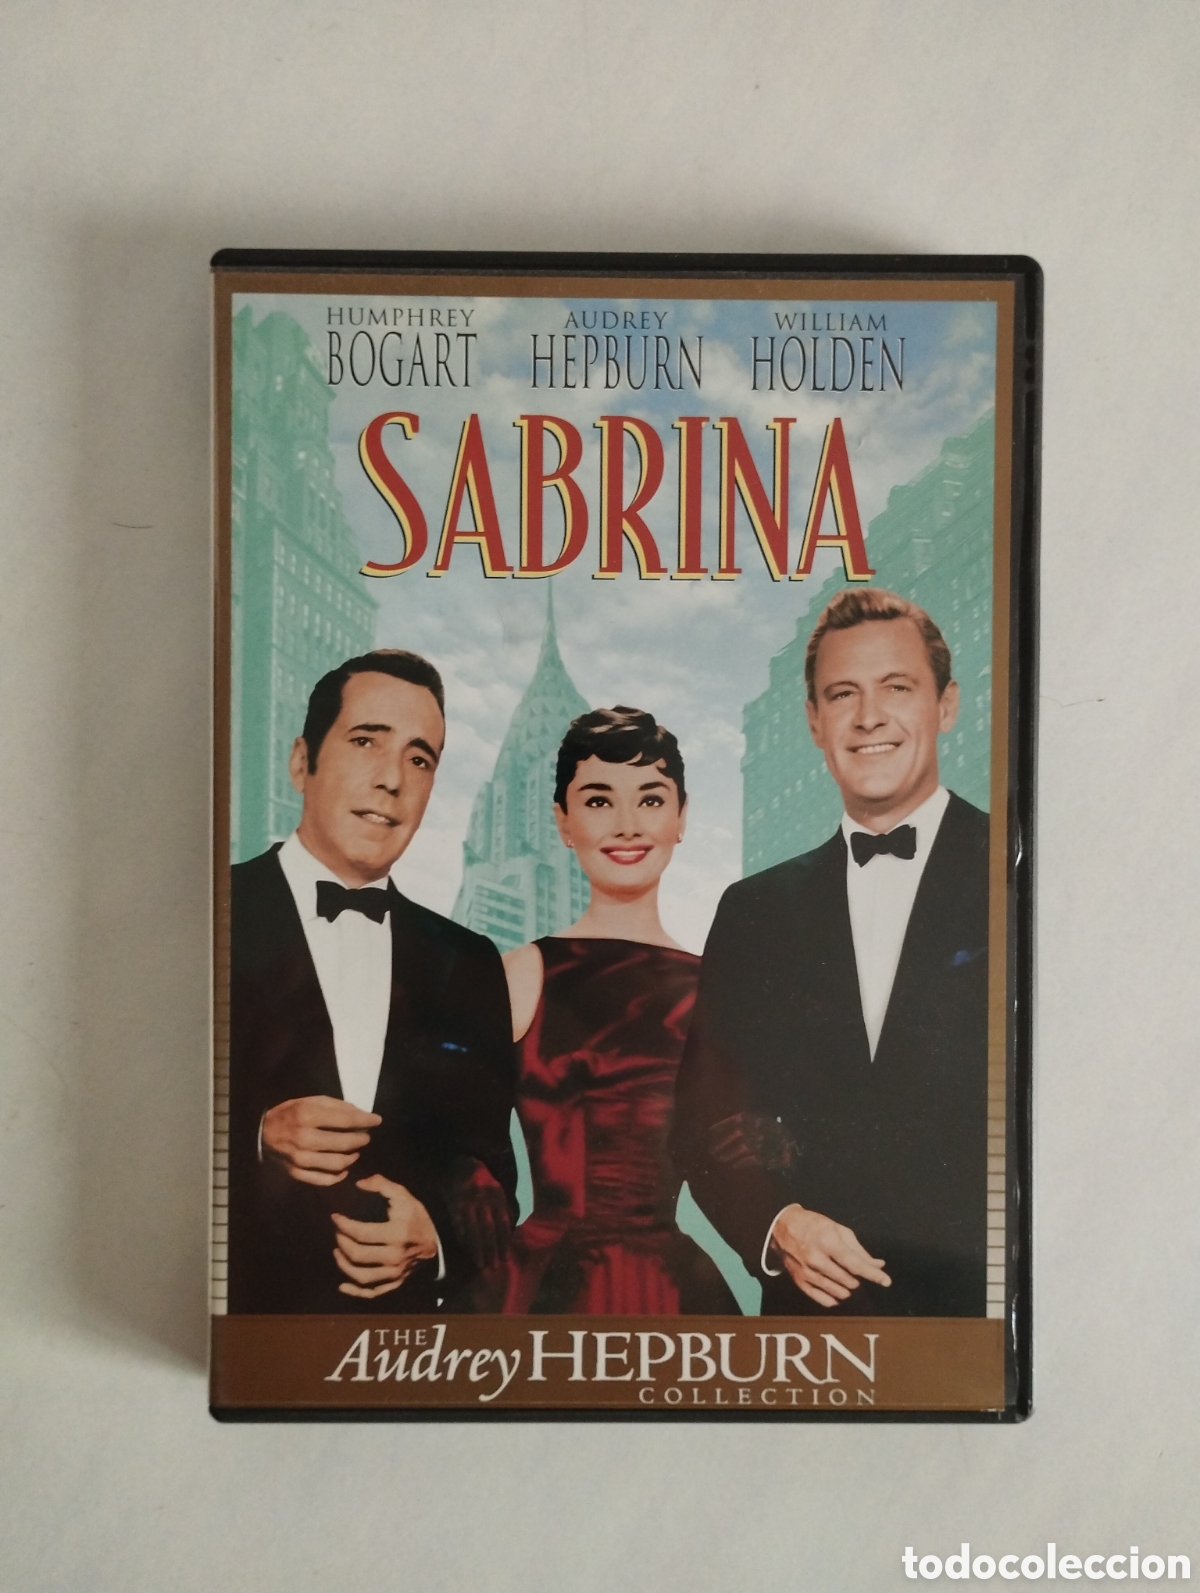 HUMPHREY AUDREY WILLIAM
BOGART HEPBURN HOLDEN
SABRINA
THE
Audrey HEPBURN
COLLECTION
todocoleccion